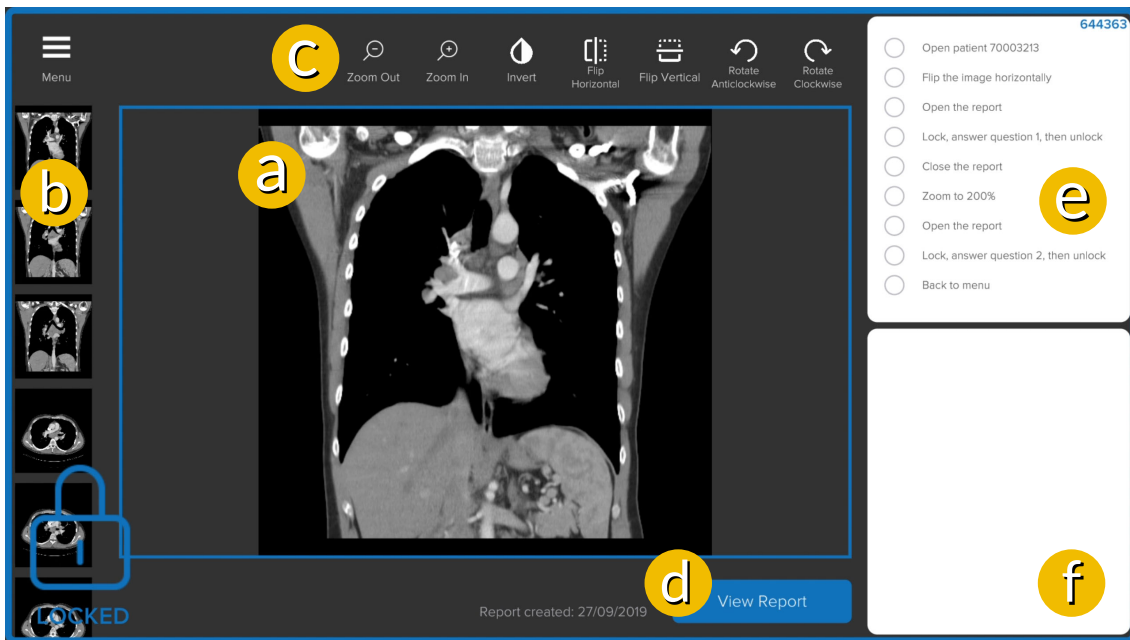 644363
Menu
c
Zoom Out
Zoom In
Invert
Flip
Horizontal
Flip Vertical
Rotate
Anticlockwise
Rotate
Clockwise
a
b
LOCKED
Report created: 27/09/2019
d
View Report
Open patient 70003213
Flip the image horizontally
Open the report
Lock, answer question 1, then unlock
Close the report
Zoom to 200%
Open the report
Lock, answer question 2, then unlock
Back to menu
e
f